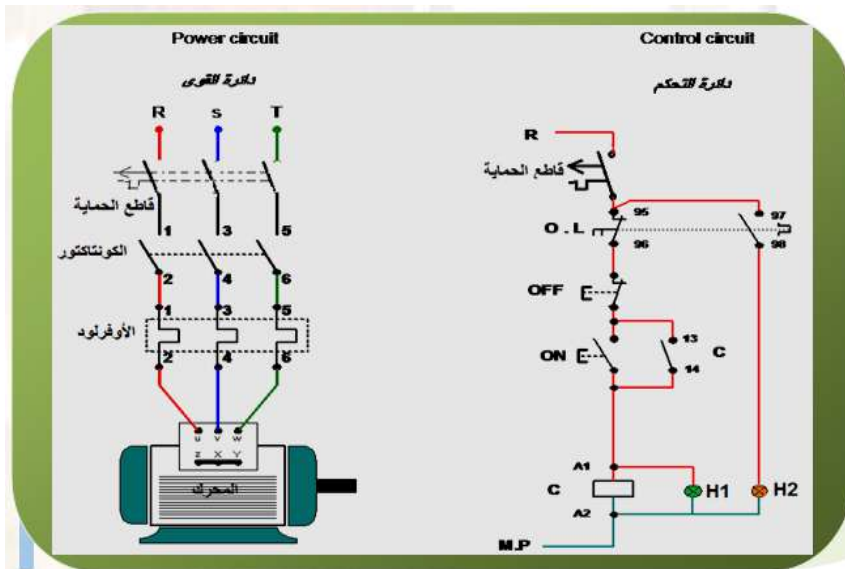 Power circuit
دائرة القوى
R s T
قاطع الحماية
1 3 5
الكونتاكتور
2 4 6
1 3 5
الأوفرلود
2 4 6
u v w
z x y
المحرك
Control circuit
دائرة التحكم
R
قاطع الحماية
95 97
O . L
96 98
OFF
13
ON C
14
A1
C H1 H2
A2
M.P